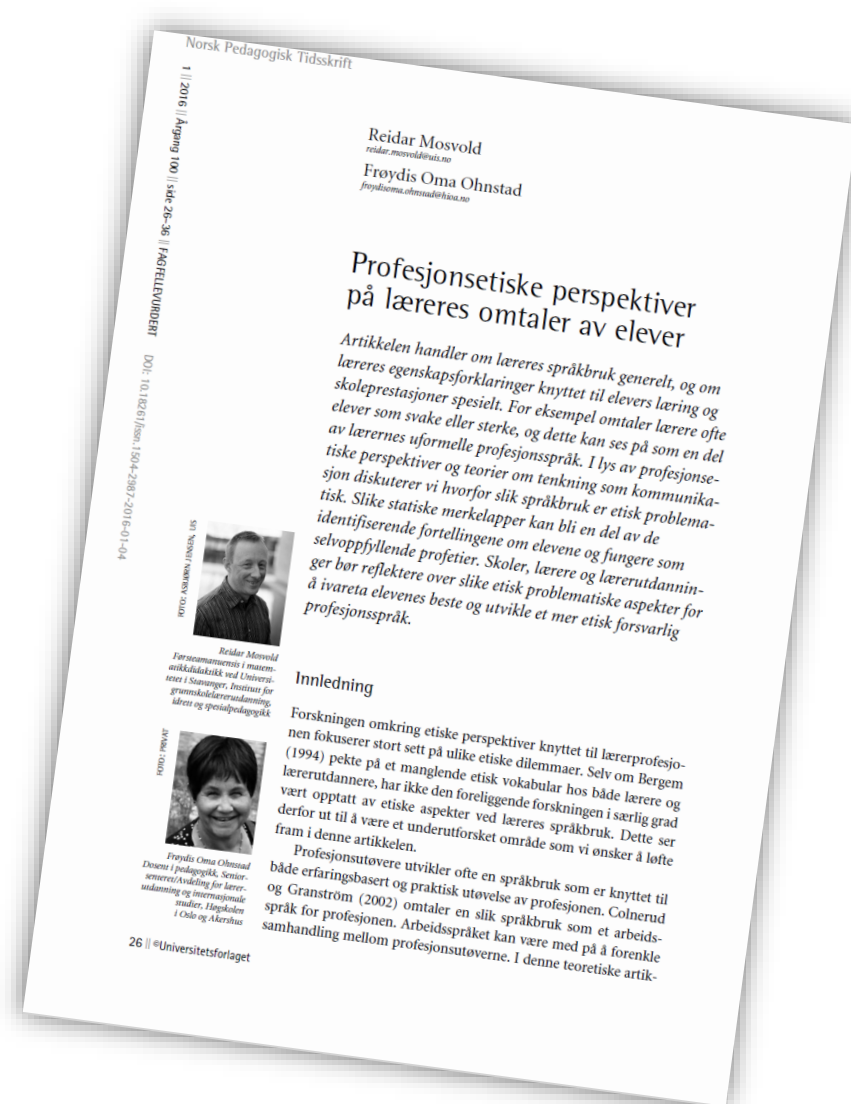 Norsk Pedagogisk Tidsskrift
1 || 2016 || Årgang 100 || side 26–36 || FAGFELLEVURDERT DOI: 10.18261/issn.1504-2987-2016-01-04
Reidar Mosvold
reidar.mosvold@uis.no
Frøydis Oma Ohnstad
froydisoma.ohnstad@hioa.no
Profesjonsetiske perspektiver
på læreres omtaler av elever
Artikkelen handler om læreres språkbruk generelt, og om
læreres egenskapsforklaringer knyttet til elevers læring og
skoleprestasjoner spesielt. For eksempel omtaler lærere ofte
elever som svake eller sterke, og dette kan ses på som en del
av lærernes uformelle profesjonsspråk. I lys av profesjonse-
tiske perspektiver og teorier om tenkning som kommunika-
sjon diskuterer vi hvorfor slik språkbruk er etisk problema-
tisk. Slike statiske merkelapper kan bli en del av de
identifiserende fortellingene om elevene og fungere som
selvoppfyllende profetier. Skoler, lærere og lærerutdannin-
ger bør reflektere over slike etisk problematiske aspekter for
å ivareta elevenes beste og utvikle et mer etisk forsvarlig
profesjonsspråk.
FOTO: ASBJØRN JENSEN, UIS
Reidar Mosvold
Førsteamanuensis i matem-
atikkdidaktikk ved Universi-
tetet i Stavanger, Institutt for
grunnskolelærerutdanning,
idrett og spesialpedagogikk
FOTO: PRIVAT
Frøydis Oma Ohnstad
Dosent i pedagogikk, Senior-
senteret/Avdeling for lærer-
utdanning og internasjonale
studier, Høgskolen
i Oslo og Akershus
Innledning
Forskningen omkring etiske perspektiver knyttet til lærerprofesjo-
nen fokuserer stort sett på ulike etiske dilemmaer. Selv om Bergem
(1994) pekte på et manglende etisk vokabular hos både lærere og
lærerutdannere, har ikke den foreliggende forskningen i særlig grad
vært opptatt av etiske aspekter ved læreres språkbruk. Dette ser
derfor ut til å være et underutforsket område som vi ønsker å løfte
fram i denne artikkelen.
Profesjonsutøvere utvikler ofte en språkbruk som er knyttet til
både erfaringsbasert og praktisk utøvelse av profesjonen. Colnerud
og Granström (2002) omtaler en slik språkbruk som et arbeids-
språk for profesjonen. Arbeidsspråket kan være med på å forenkle
samhandling mellom profesjonsutøverne. I denne teoretiske artik-
26 || ©Universitetsforlaget